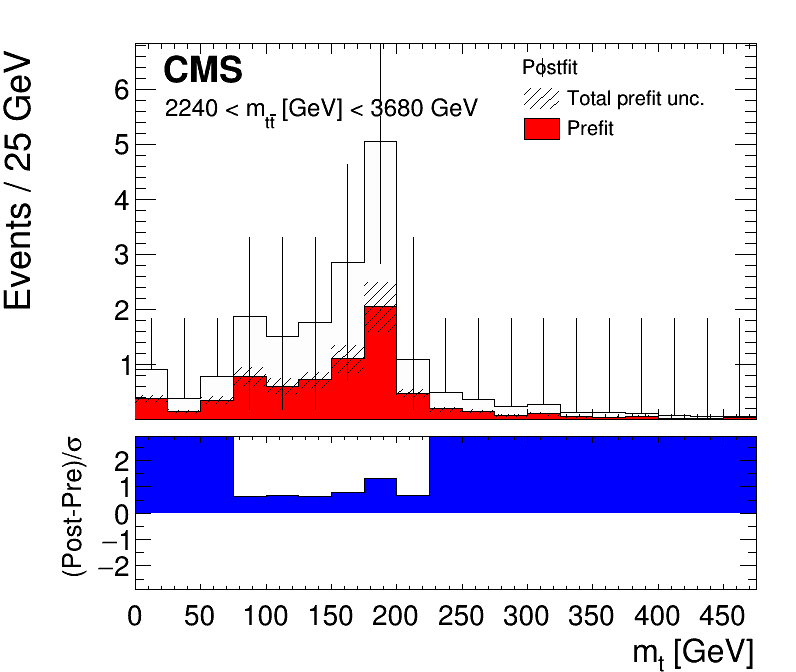 CMS
2240 < m_tt̄ [GeV] < 3680 GeV
Postfit
Total prefit unc.
Prefit
Events / 25 GeV
6
5
4
3
2
1
(Post-Pre)/σ
2
1
0
−1
−2
0 50 100 150 200 250 300 350 400 450
m_t [GeV]